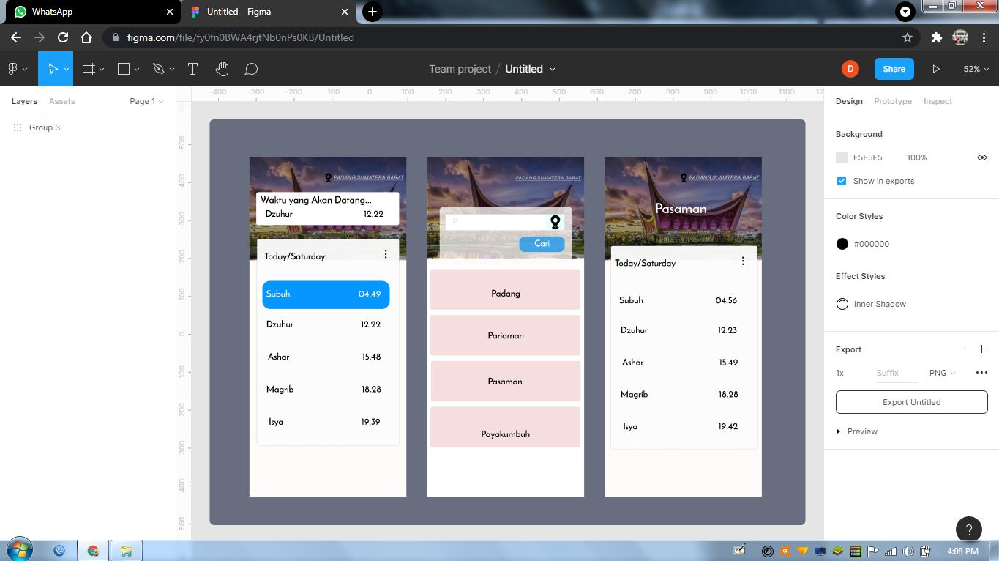 WhatsApp
Untitled – Figma
figma.com/file/fy0fn0BWA4rjtNb0nPs0KB/Untitled
Team project / Untitled
D
Share
52%
Layers
Assets
Page 1
Group 3
-400 -300 -200 -100 0 100 200 300 400 500 600 700 800 900 1000 1100 12
-500
-400
-300
-200
-100
0
100
200
300
400
500
PADANG,SUMATERA BARAT
Waktu yang Akan Datang...
Dzuhur 12.22
Today/Saturday
Subuh 04.49
Dzuhur 12.22
Ashar 15.48
Magrib 18.28
Isya 19.39
PADANG,SUMATERA BARAT
P
Cari
Padang
Pariaman
Pasaman
Payakumbuh
PADANG,SUMATERA BARAT
Pasaman
Today/Saturday
Subuh 04.56
Dzuhur 12.23
Ashar 15.49
Magrib 18.28
Isya 19.42
Design
Prototype
Inspect
Background
E5E5E5 100%
Show in exports
Color Styles
#000000
Effect Styles
Inner Shadow
Export
1x Suffix PNG
Export Untitled
Preview
?
4:08 PM